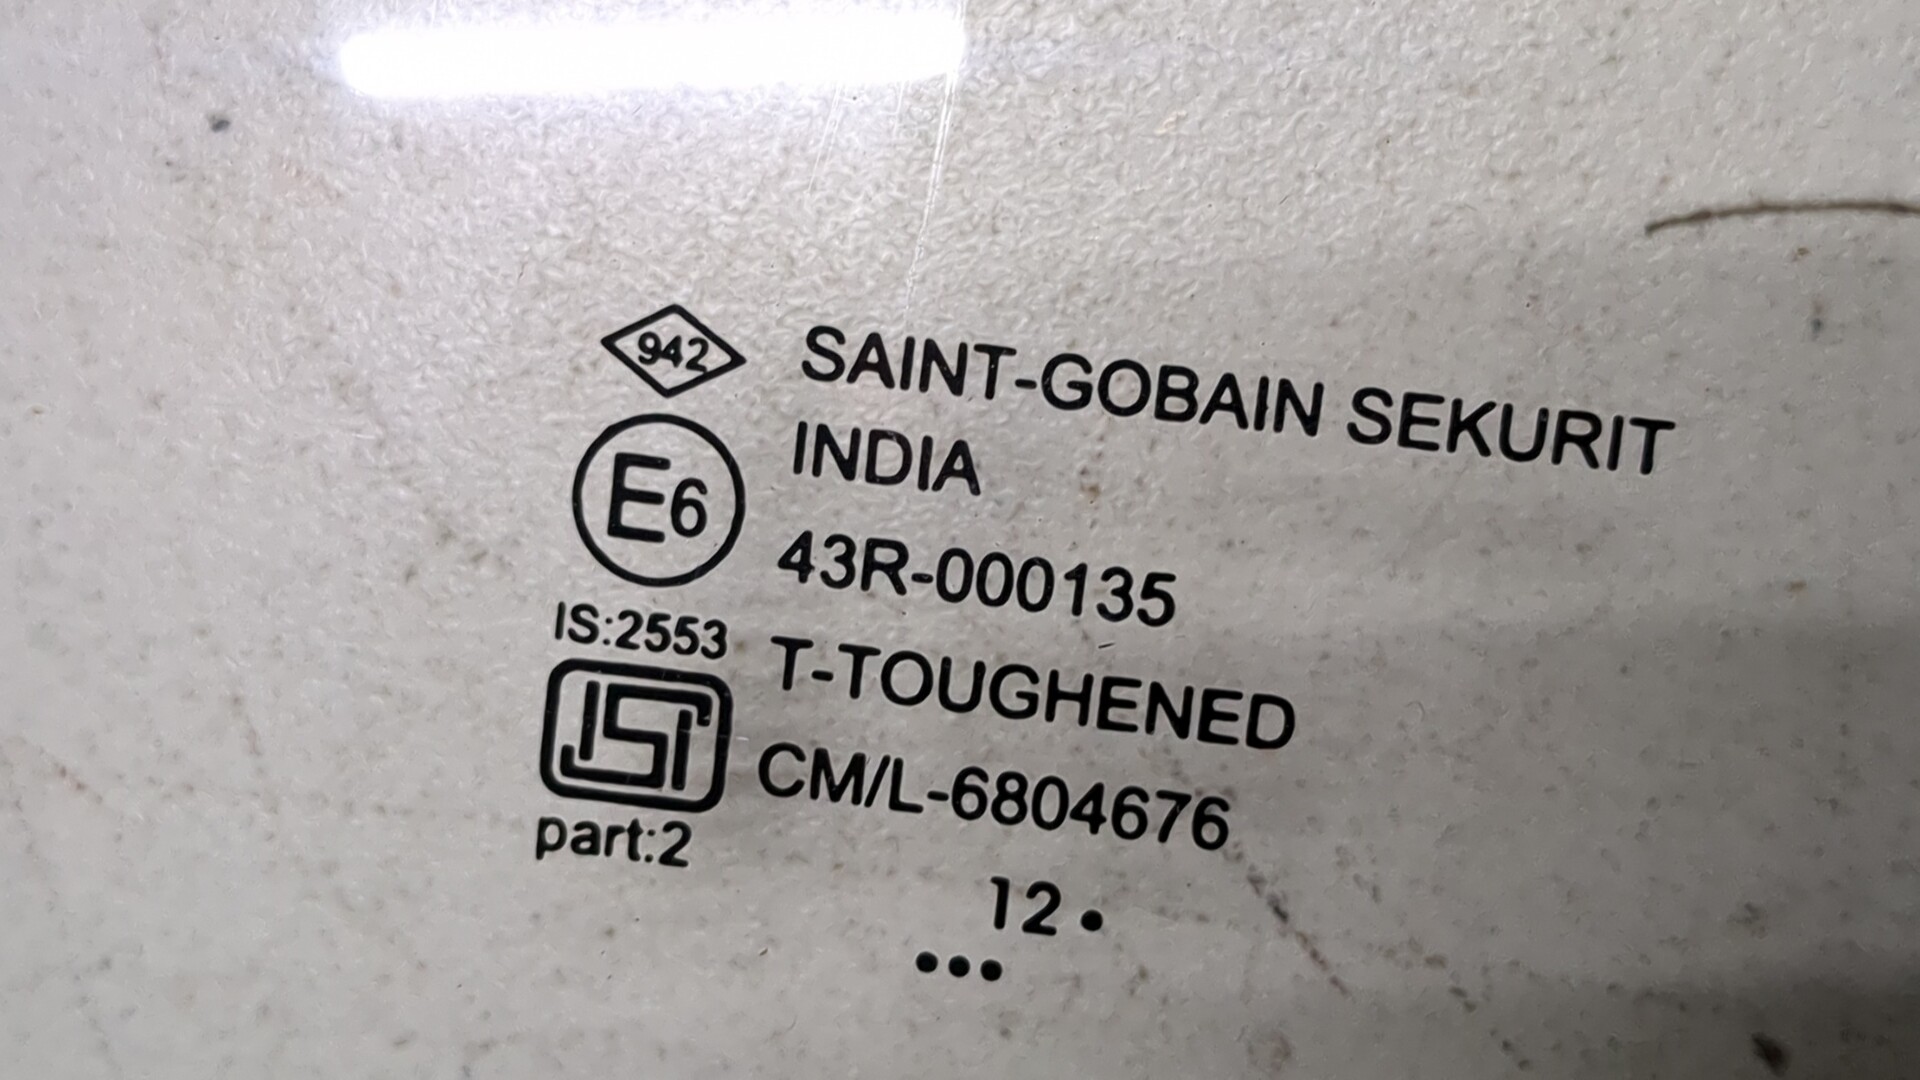 942 SAINT-GOBAIN SEKURIT
INDIA
E6 43R-000135
IS:2553 T-TOUGHENED
ISI CM/L-6804676
part:2
12 •
•••